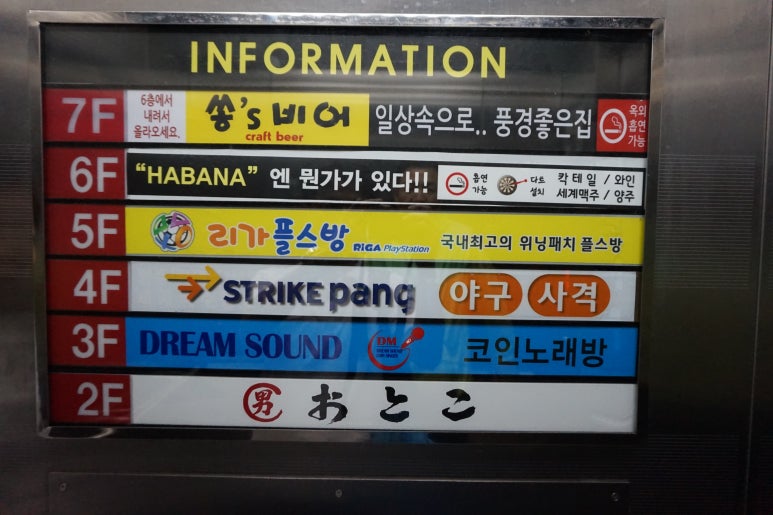 INFORMATION
7F 6층에서 내려서 올라오세요. 쏭's 비어 craft beer 일상속으로.. 풍경좋은집 옥외 흡연 가능
6F "HABANA" 엔 뭔가가 있다!! 흡연 가능 다트 설치 칵테일 / 와인 세계맥주 / 양주
5F 리가플스방 RiGA PlayStation 국내최고의 위닝패치 플스방
4F STRIKE pang 야구 사격
3F DREAM SOUND DM 코인노래방
2F 男 おとこ